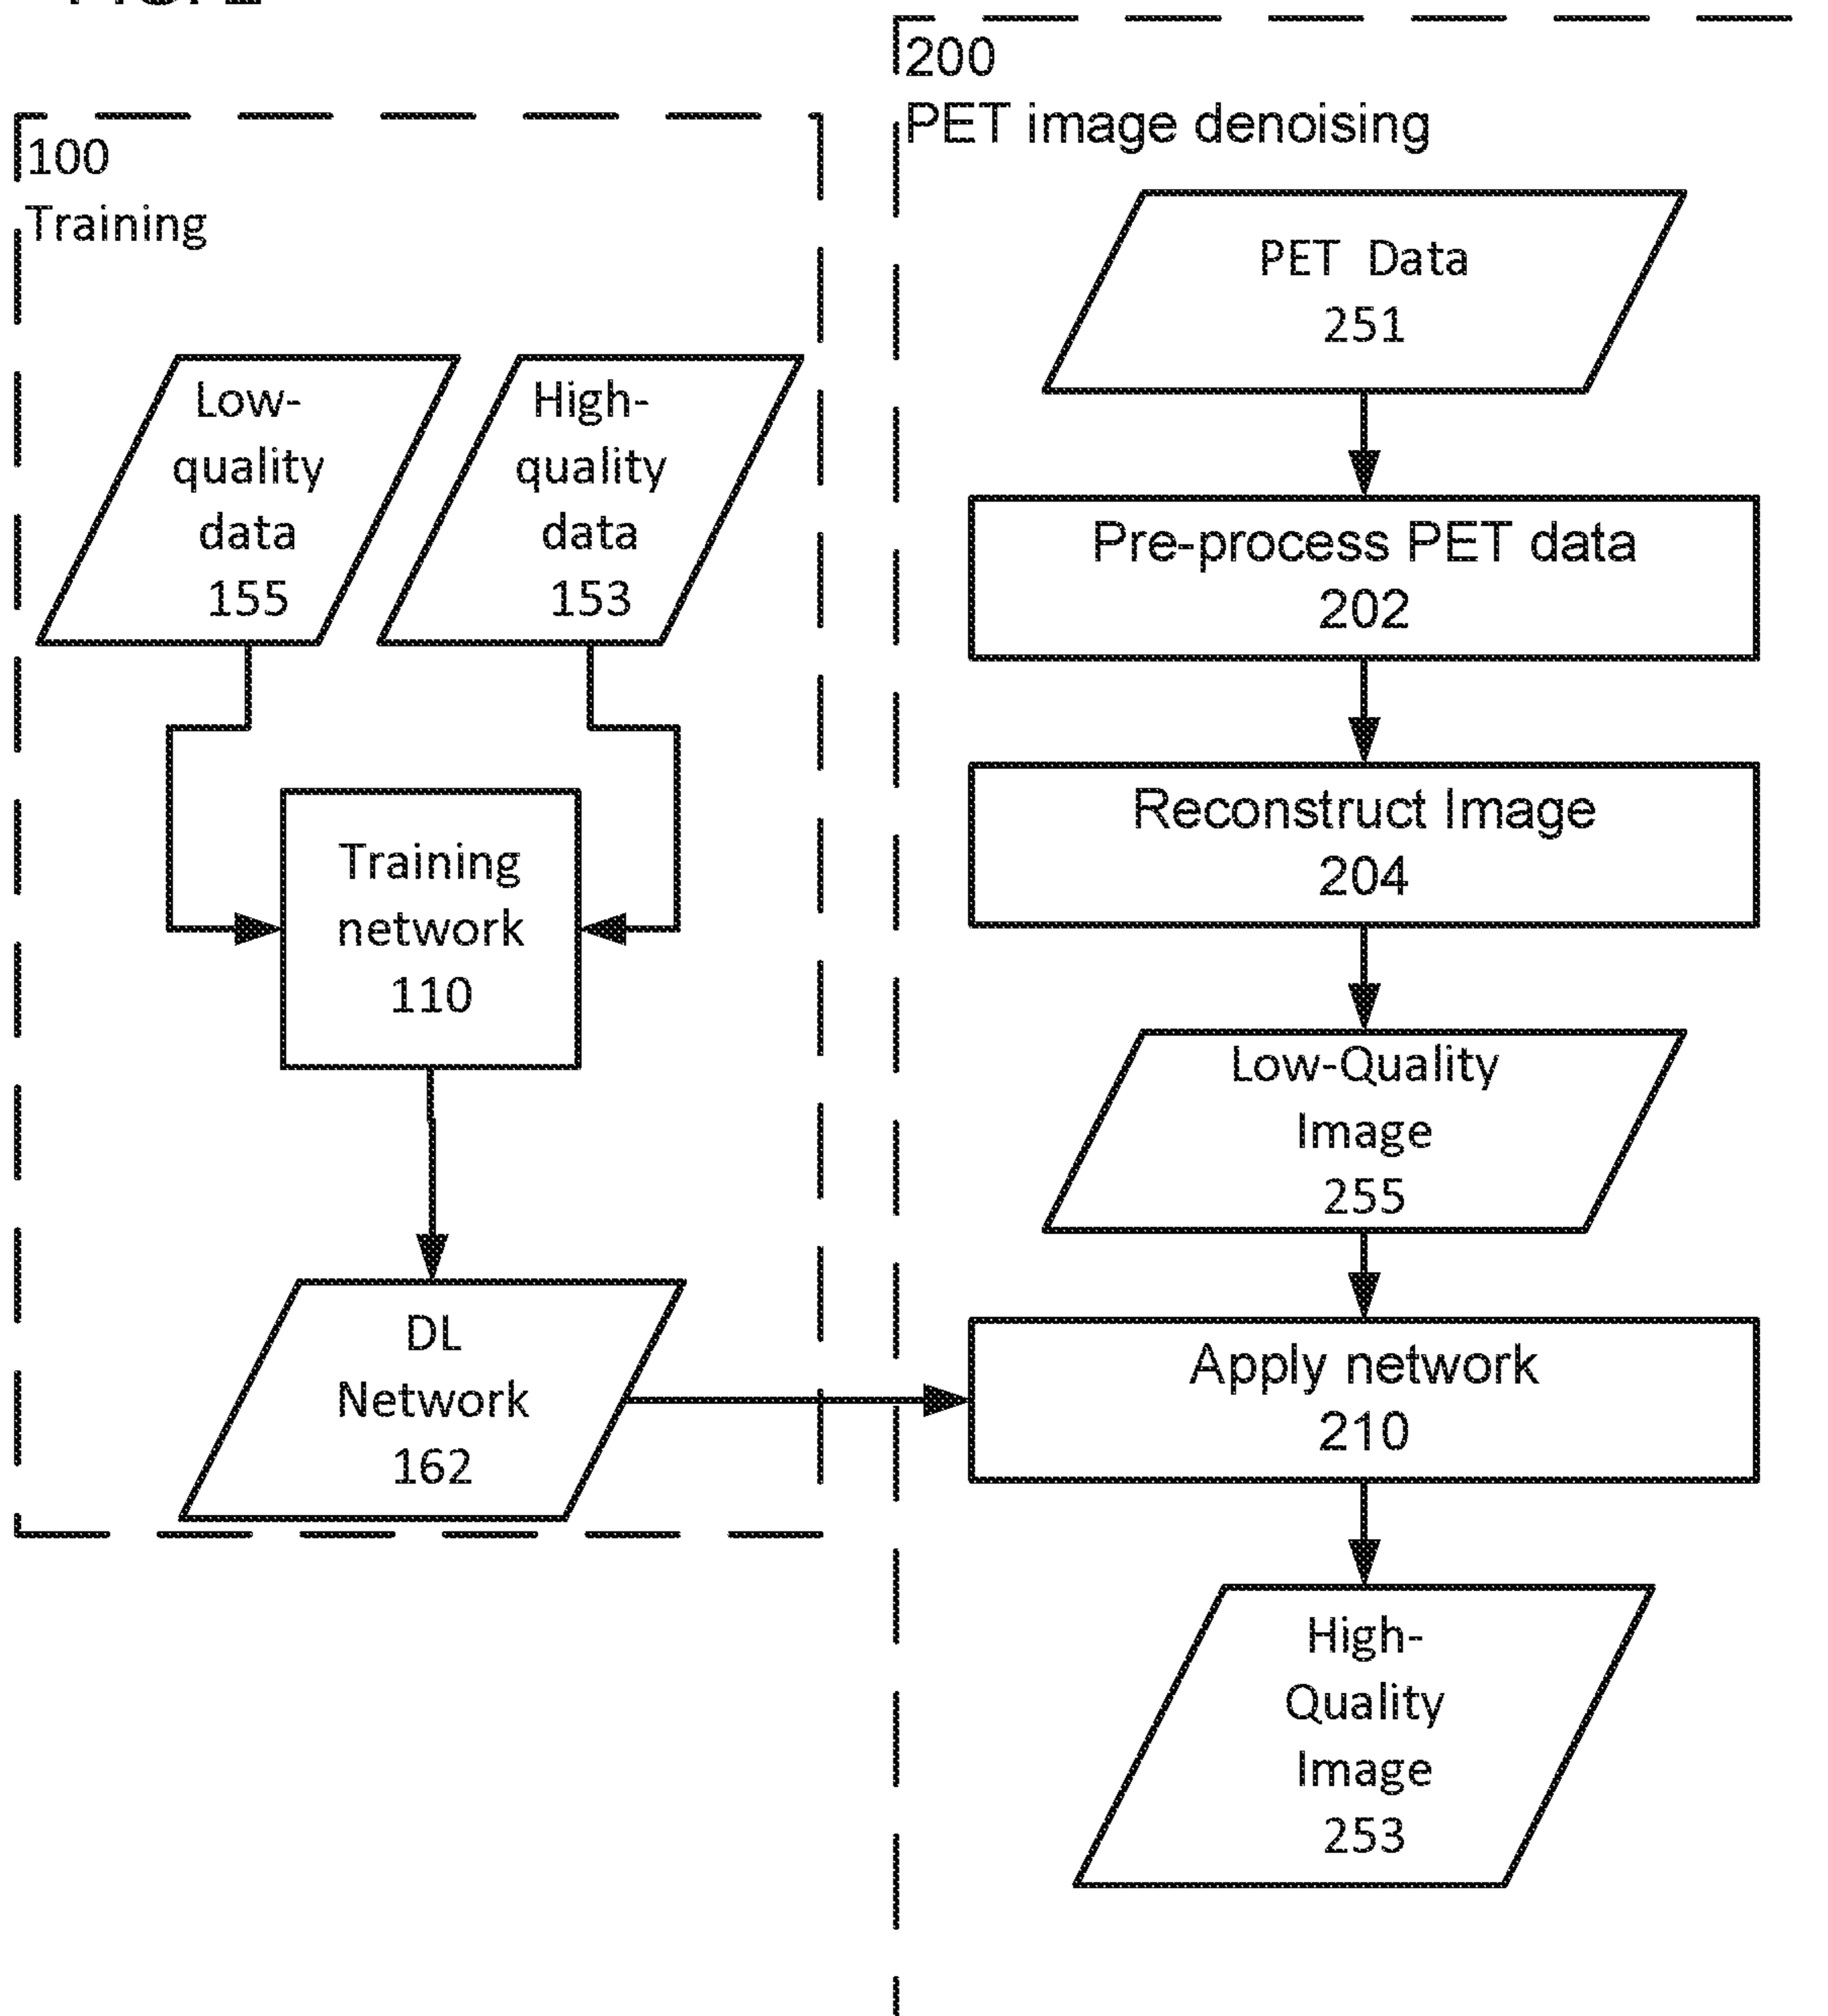 100
Training
Low-
quality
data
155
High-
quality
data
153
Training
network
110
DL
Network
162
200
PET image denoising
PET Data
251
Pre-process PET data
202
Reconstruct Image
204
Low-Quality
Image
255
Apply network
210
High-
Quality
Image
253